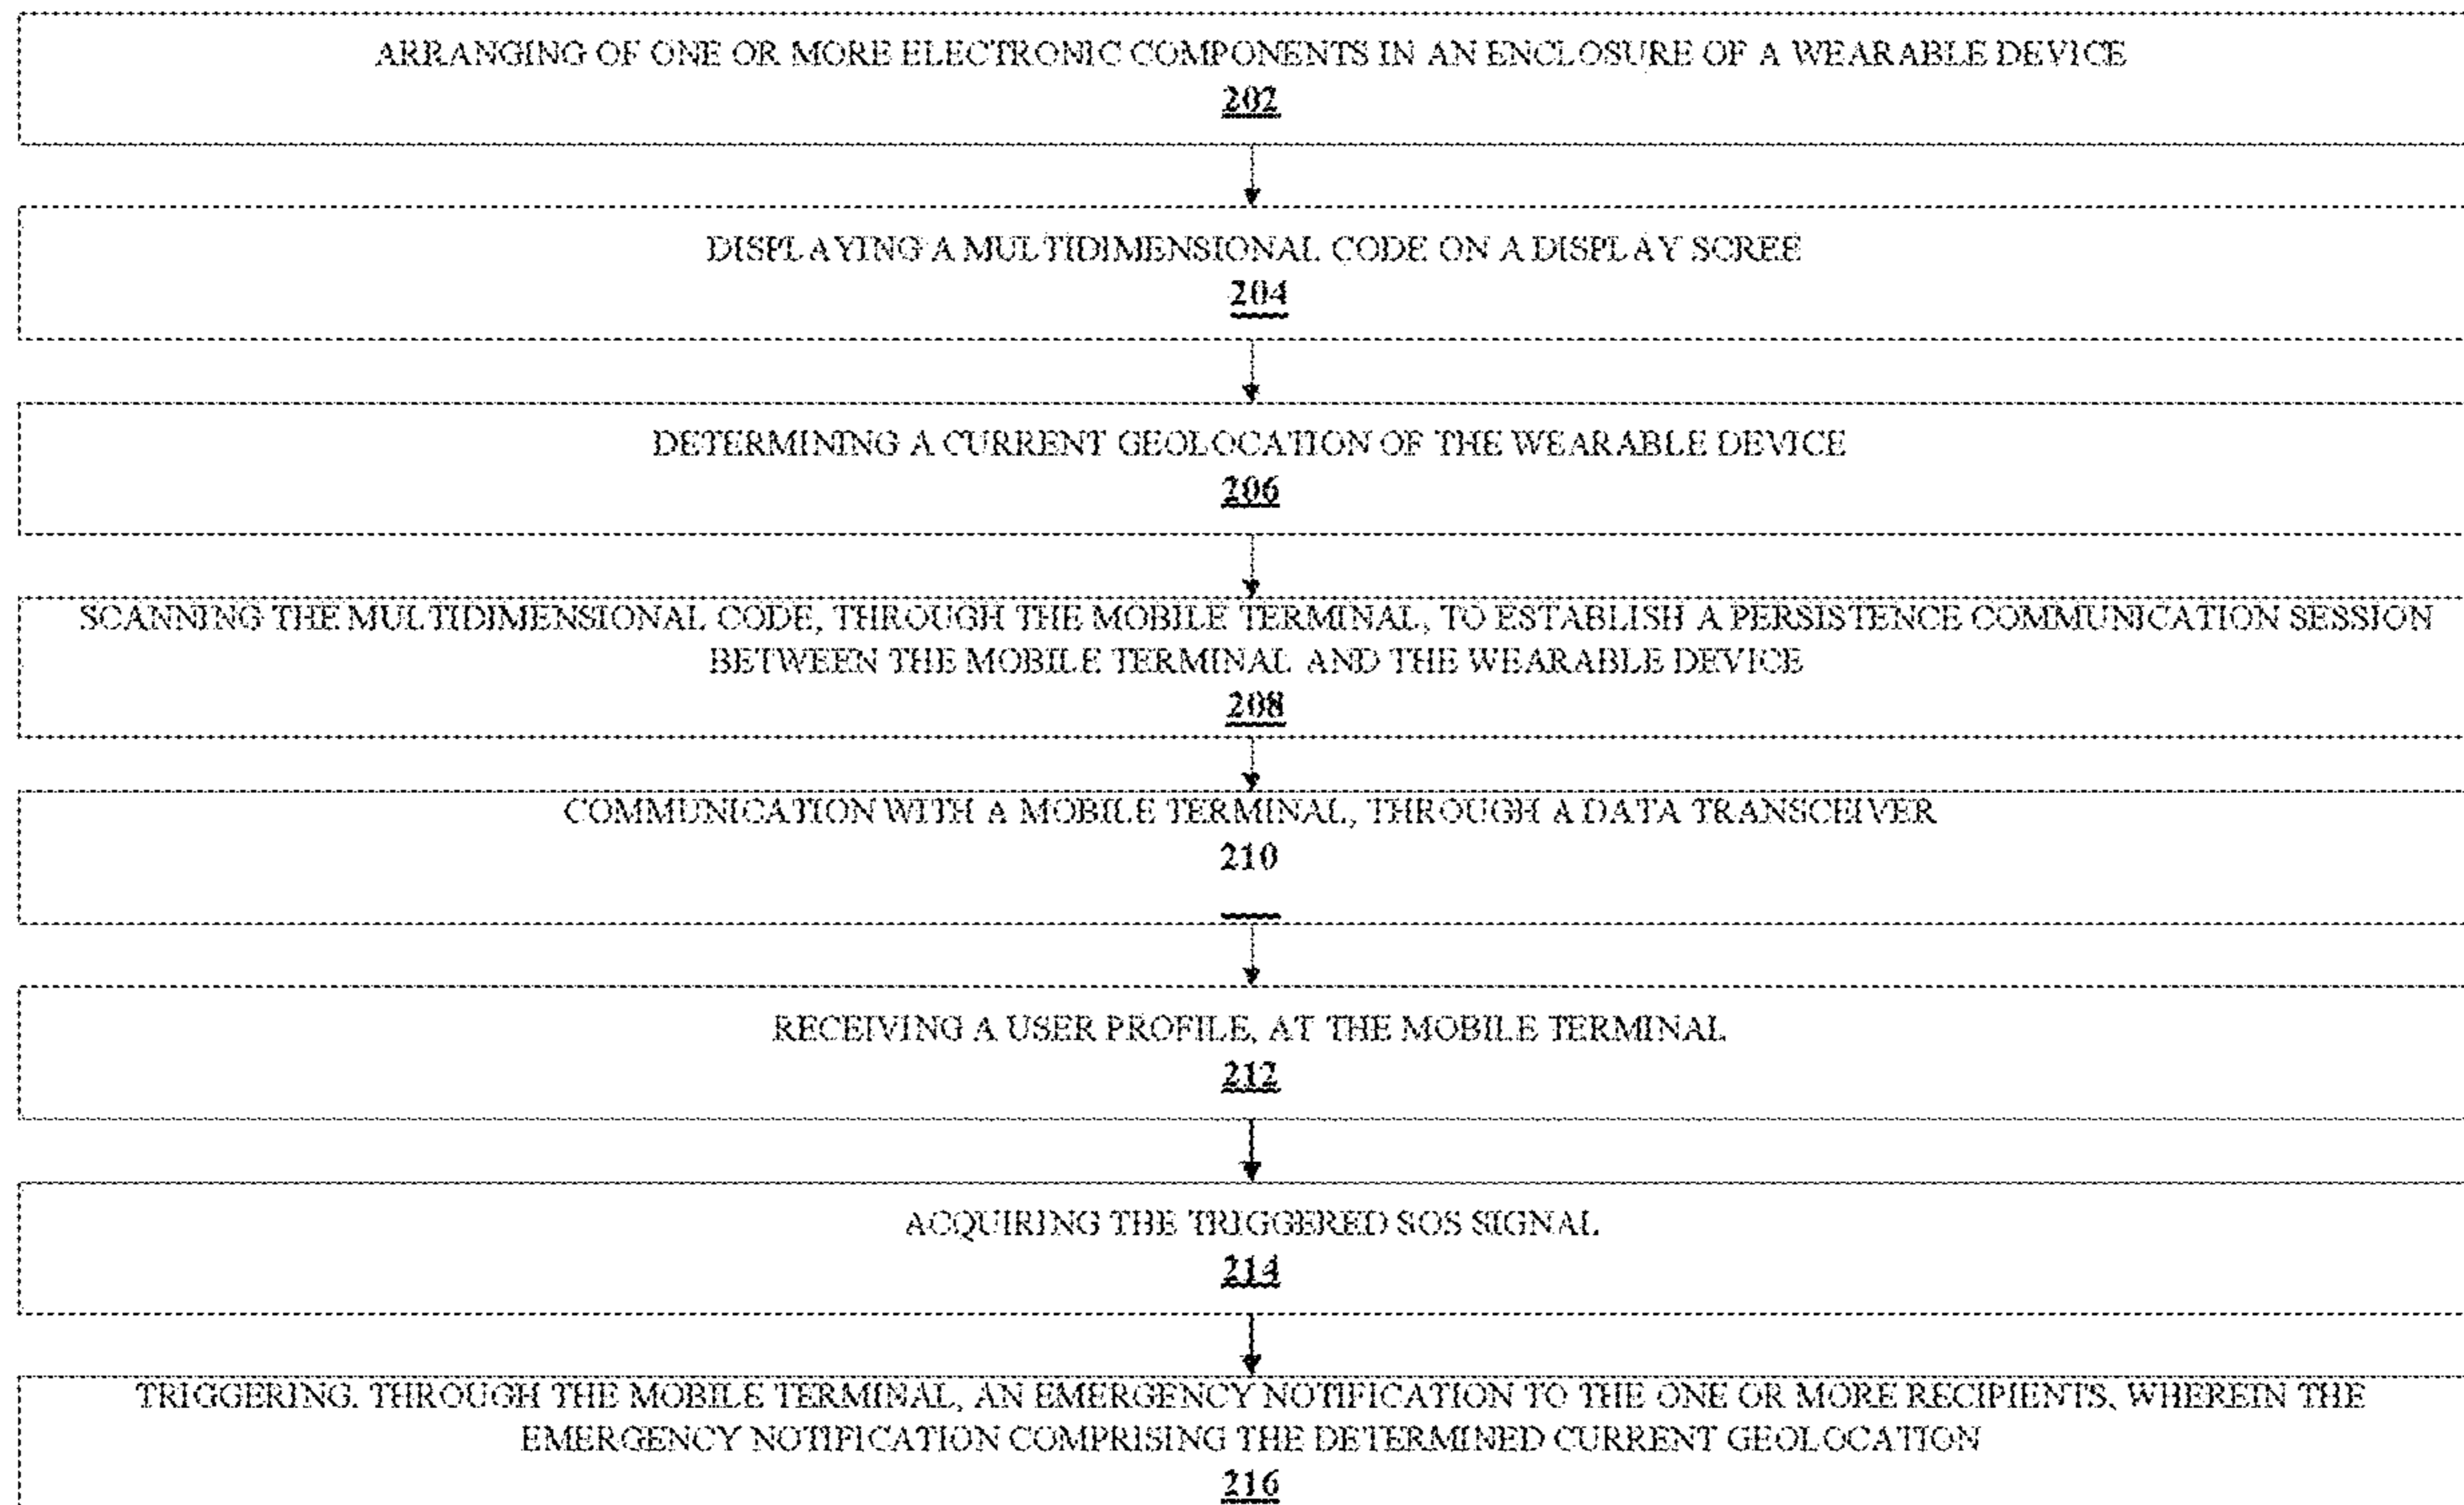 ARRANGING OF ONE OR MORE ELECTRONIC COMPONENTS IN AN ENCLOSURE OF A WEARABLE DEVICE
202
DISPLAYING A MULTIDIMENSIONAL CODE ON A DISPLAY SCREE
204
DETERMINING A CURRENT GEOLOCATION OF THE WEARABLE DEVICE
206
SCANNING THE MULTIDIMENSIONAL CODE, THROUGH THE MOBILE TERMINAL, TO ESTABLISH A PERSISTENCE COMMUNICATION SESSION
BETWEEN THE MOBILE TERMINAL AND THE WEARABLE DEVICE
208
COMMUNICATION WITH A MOBILE TERMINAL, THROUGH A DATA TRANSCEIVER
210
RECEIVING A USER PROFILE, AT THE MOBILE TERMINAL
212
ACQUIRING THE TRIGGERED SOS SIGNAL
214
TRIGGERING, THROUGH THE MOBILE TERMINAL, AN EMERGENCY NOTIFICATION TO THE ONE OR MORE RECIPIENTS, WHEREIN THE
EMERGENCY NOTIFICATION COMPRISING THE DETERMINED CURRENT GEOLOCATION
216